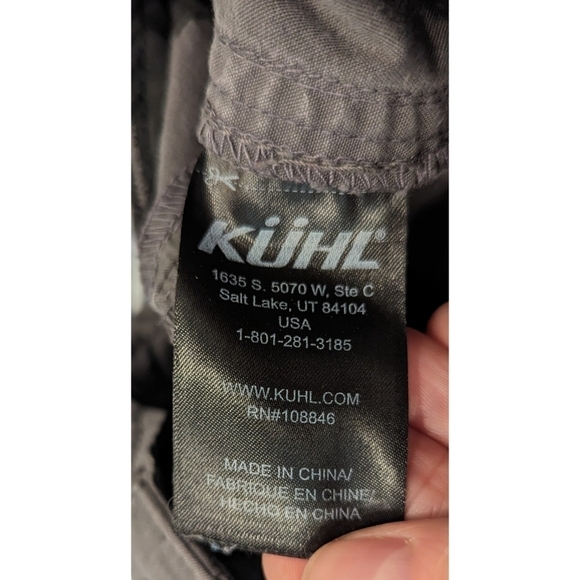 KÜHL®
1635 S. 5070 W, Ste C
Salt Lake, UT 84104
USA
1-801-281-3185
WWW.KUHL.COM
RN#108846
MADE IN CHINA/
FABRIQUE EN CHINE/
HECHO EN CHINA